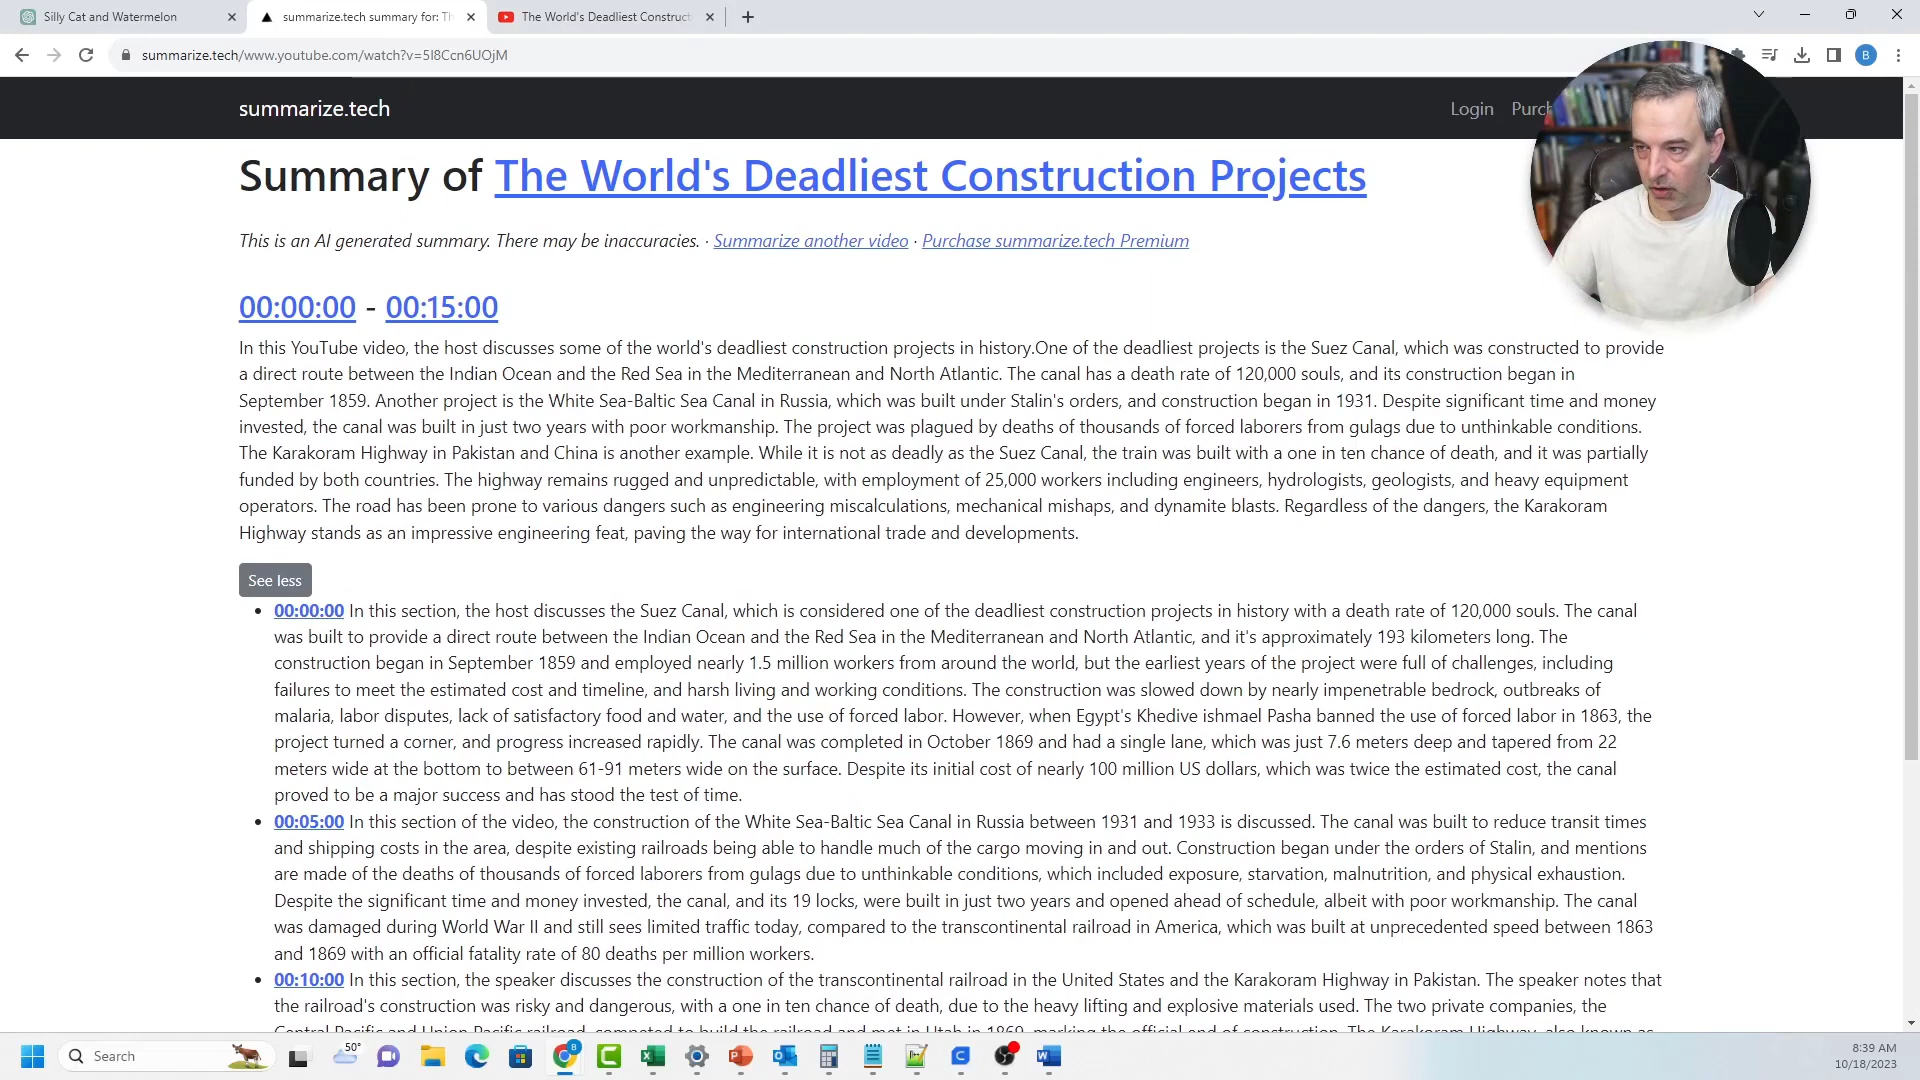 Silly Cat and Watermelon
summarize.tech summary for: Th
The World's Deadliest Construct
summarize.tech/www.youtube.com/watch?v=5I8Ccn6UOjM
B
summarize.tech
Login Purch
Summary of The World's Deadliest Construction Projects
This is an AI generated summary. There may be inaccuracies. · Summarize another video · Purchase summarize.tech Premium
00:00:00 - 00:15:00
In this YouTube video, the host discusses some of the world's deadliest construction projects in history.One of the deadliest projects is the Suez Canal, which was constructed to provide
a direct route between the Indian Ocean and the Red Sea in the Mediterranean and North Atlantic. The canal has a death rate of 120,000 souls, and its construction began in
September 1859. Another project is the White Sea-Baltic Sea Canal in Russia, which was built under Stalin's orders, and construction began in 1931. Despite significant time and money
invested, the canal was built in just two years with poor workmanship. The project was plagued by deaths of thousands of forced laborers from gulags due to unthinkable conditions.
The Karakoram Highway in Pakistan and China is another example. While it is not as deadly as the Suez Canal, the train was built with a one in ten chance of death, and it was partially
funded by both countries. The highway remains rugged and unpredictable, with employment of 25,000 workers including engineers, hydrologists, geologists, and heavy equipment
operators. The road has been prone to various dangers such as engineering miscalculations, mechanical mishaps, and dynamite blasts. Regardless of the dangers, the Karakoram
Highway stands as an impressive engineering feat, paving the way for international trade and developments.
See less
• 00:00:00 In this section, the host discusses the Suez Canal, which is considered one of the deadliest construction projects in history with a death rate of 120,000 souls. The canal
was built to provide a direct route between the Indian Ocean and the Red Sea in the Mediterranean and North Atlantic, and it's approximately 193 kilometers long. The
construction began in September 1859 and employed nearly 1.5 million workers from around the world, but the earliest years of the project were full of challenges, including
failures to meet the estimated cost and timeline, and harsh living and working conditions. The construction was slowed down by nearly impenetrable bedrock, outbreaks of
malaria, labor disputes, lack of satisfactory food and water, and the use of forced labor. However, when Egypt's Khedive ishmael Pasha banned the use of forced labor in 1863, the
project turned a corner, and progress increased rapidly. The canal was completed in October 1869 and had a single lane, which was just 7.6 meters deep and tapered from 22
meters wide at the bottom to between 61-91 meters wide on the surface. Despite its initial cost of nearly 100 million US dollars, which was twice the estimated cost, the canal
proved to be a major success and has stood the test of time.
• 00:05:00 In this section of the video, the construction of the White Sea-Baltic Sea Canal in Russia between 1931 and 1933 is discussed. The canal was built to reduce transit times
and shipping costs in the area, despite existing railroads being able to handle much of the cargo moving in and out. Construction began under the orders of Stalin, and mentions
are made of the deaths of thousands of forced laborers from gulags due to unthinkable conditions, which included exposure, starvation, malnutrition, and physical exhaustion.
Despite the significant time and money invested, the canal, and its 19 locks, were built in just two years and opened ahead of schedule, albeit with poor workmanship. The canal
was damaged during World War II and still sees limited traffic today, compared to the transcontinental railroad in America, which was built at unprecedented speed between 1863
and 1869 with an official fatality rate of 80 deaths per million workers.
• 00:10:00 In this section, the speaker discusses the construction of the transcontinental railroad in the United States and the Karakoram Highway in Pakistan. The speaker notes that
the railroad's construction was risky and dangerous, with a one in ten chance of death, due to the heavy lifting and explosive materials used. The two private companies, the
Central Pacific and Union Pacific railroad, competed to build the railroad and met in Utah in 1869, marking the official end of construction. The Karakoram Highway, also known as
Search
50°
8:39 AM
10/18/2023